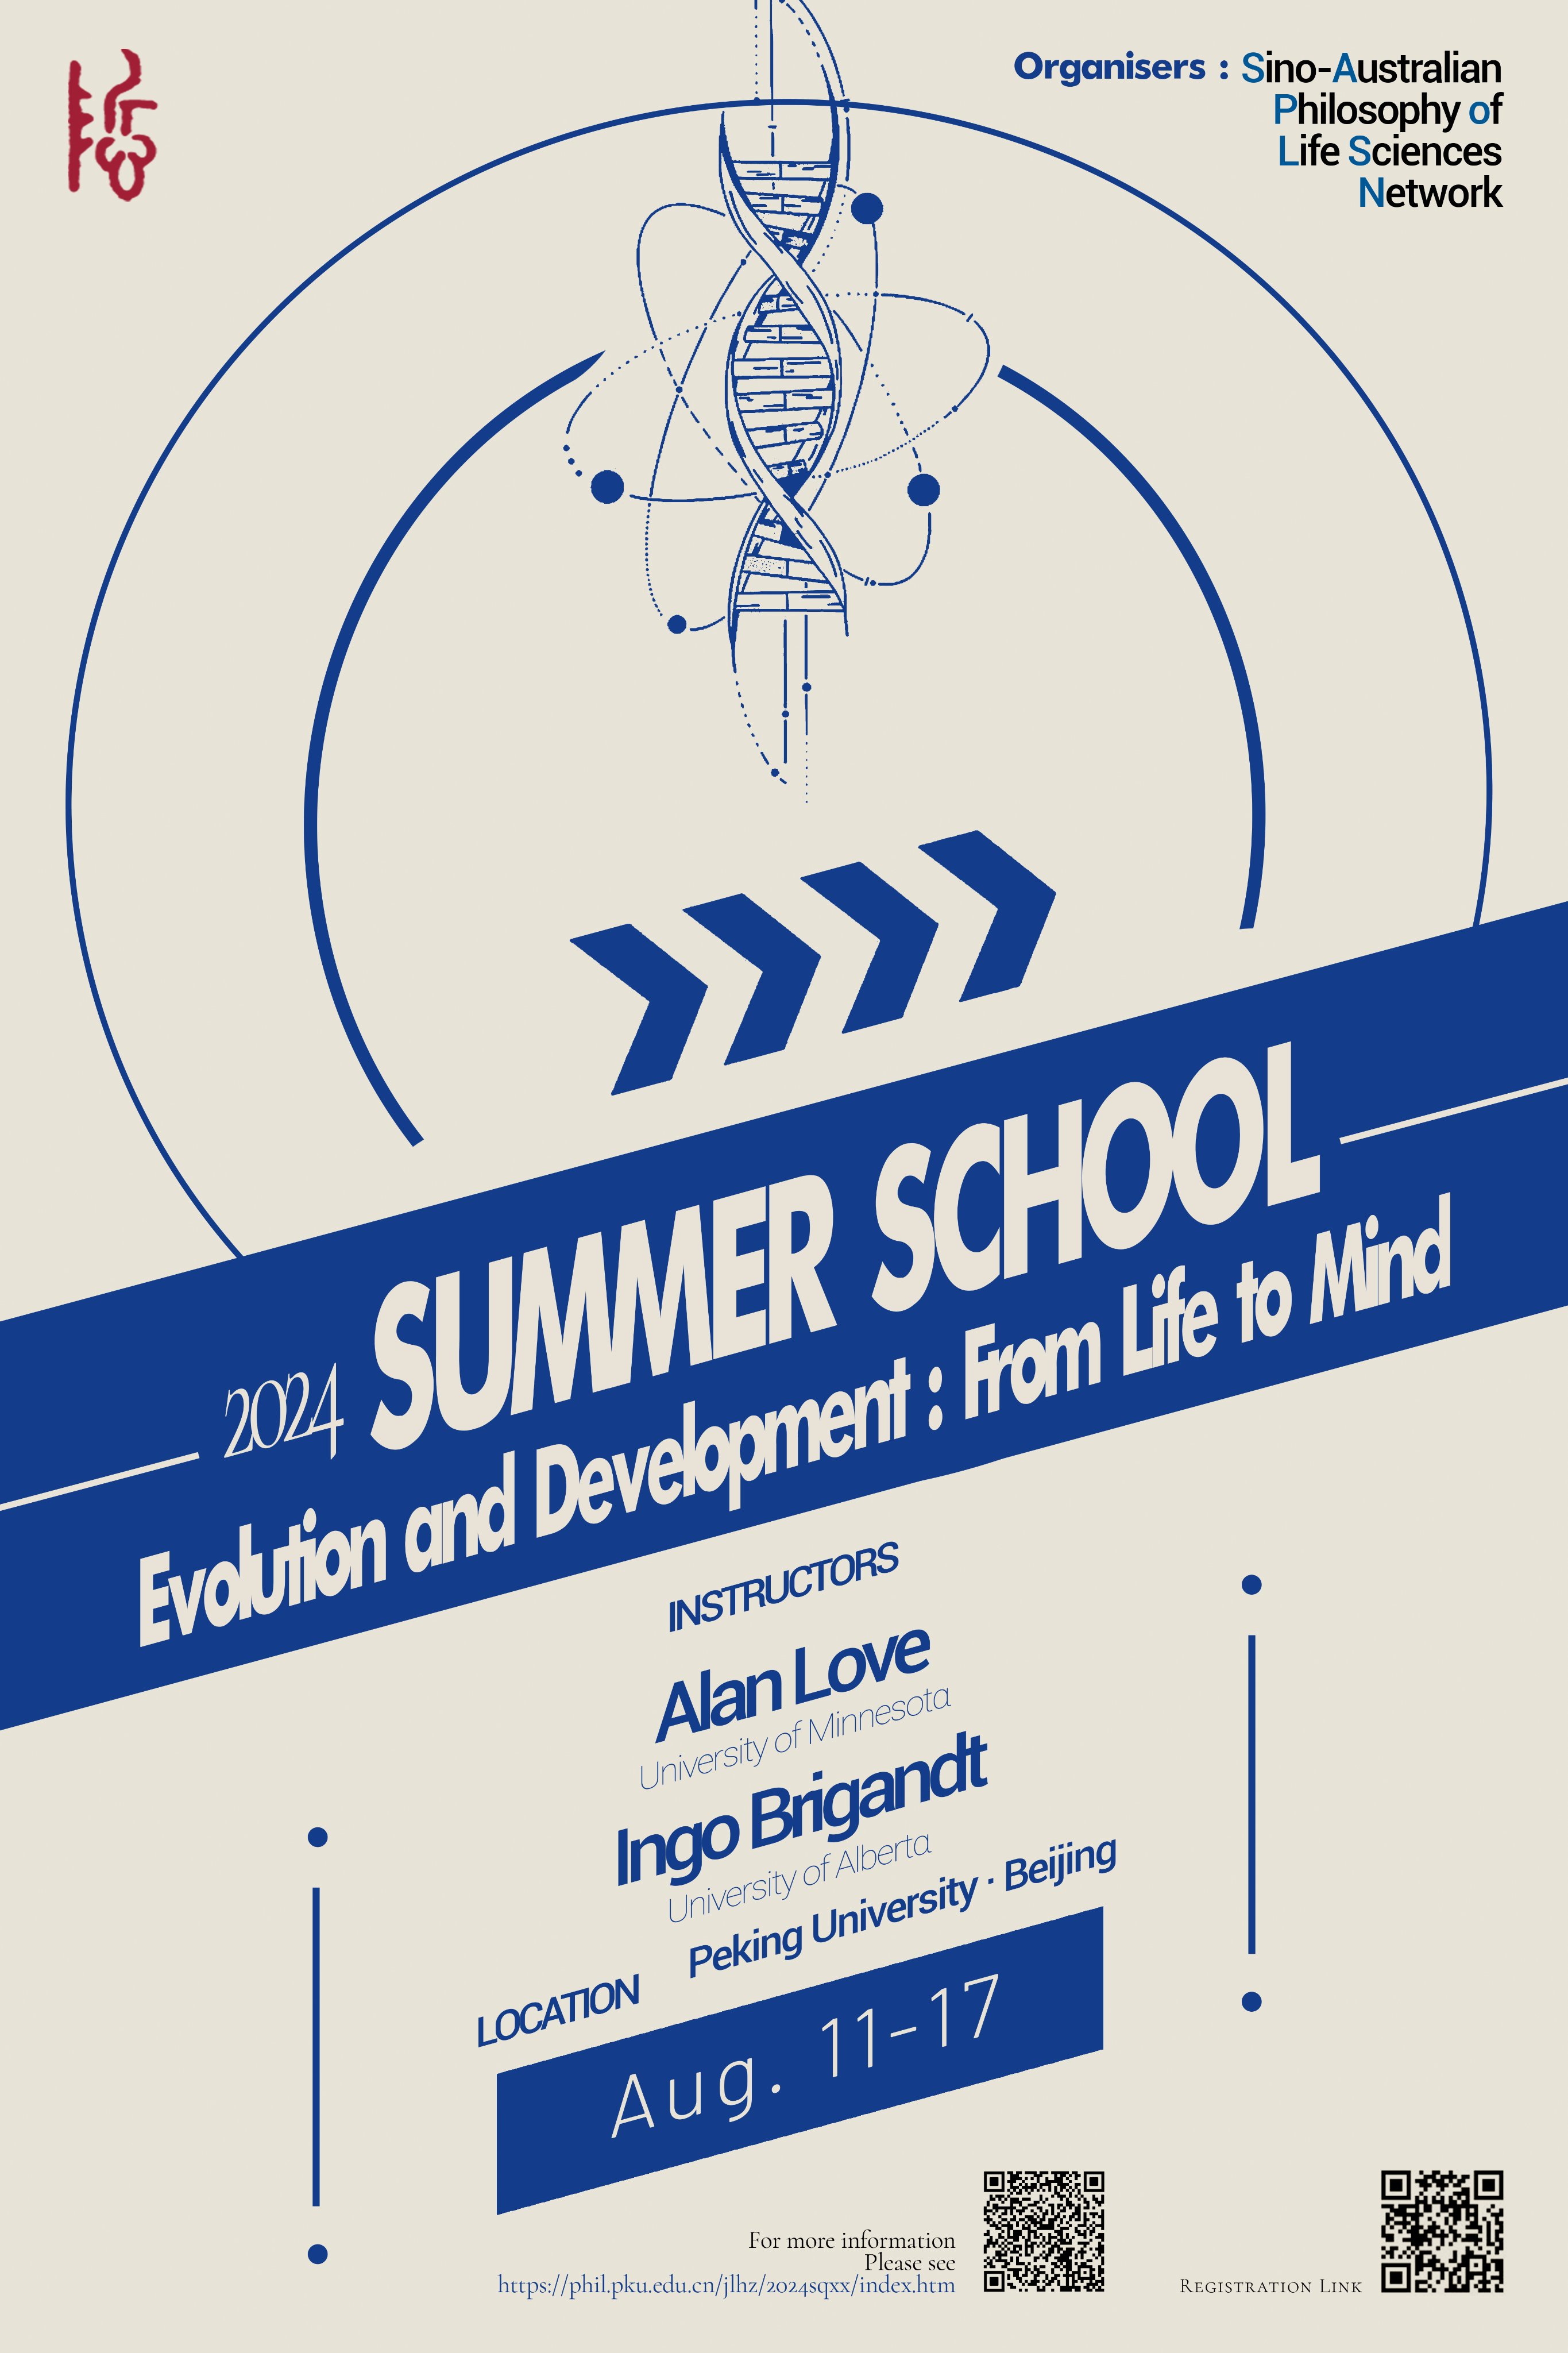 Organisers : Sino-Australian
Philosophy of
Life Sciences
Network
2024 SUMMER SCHOOL
Evolution and Development : From Life to Mind
INSTRUCTORS
Alan Love
University of Minnesota
Ingo Brigandt
University of Alberta
LOCATION Peking University · Beijing
Aug. 11-17
For more information
Please see
https://phil.pku.edu.cn/jlhz/2024sqxx/index.htm
Registration Link